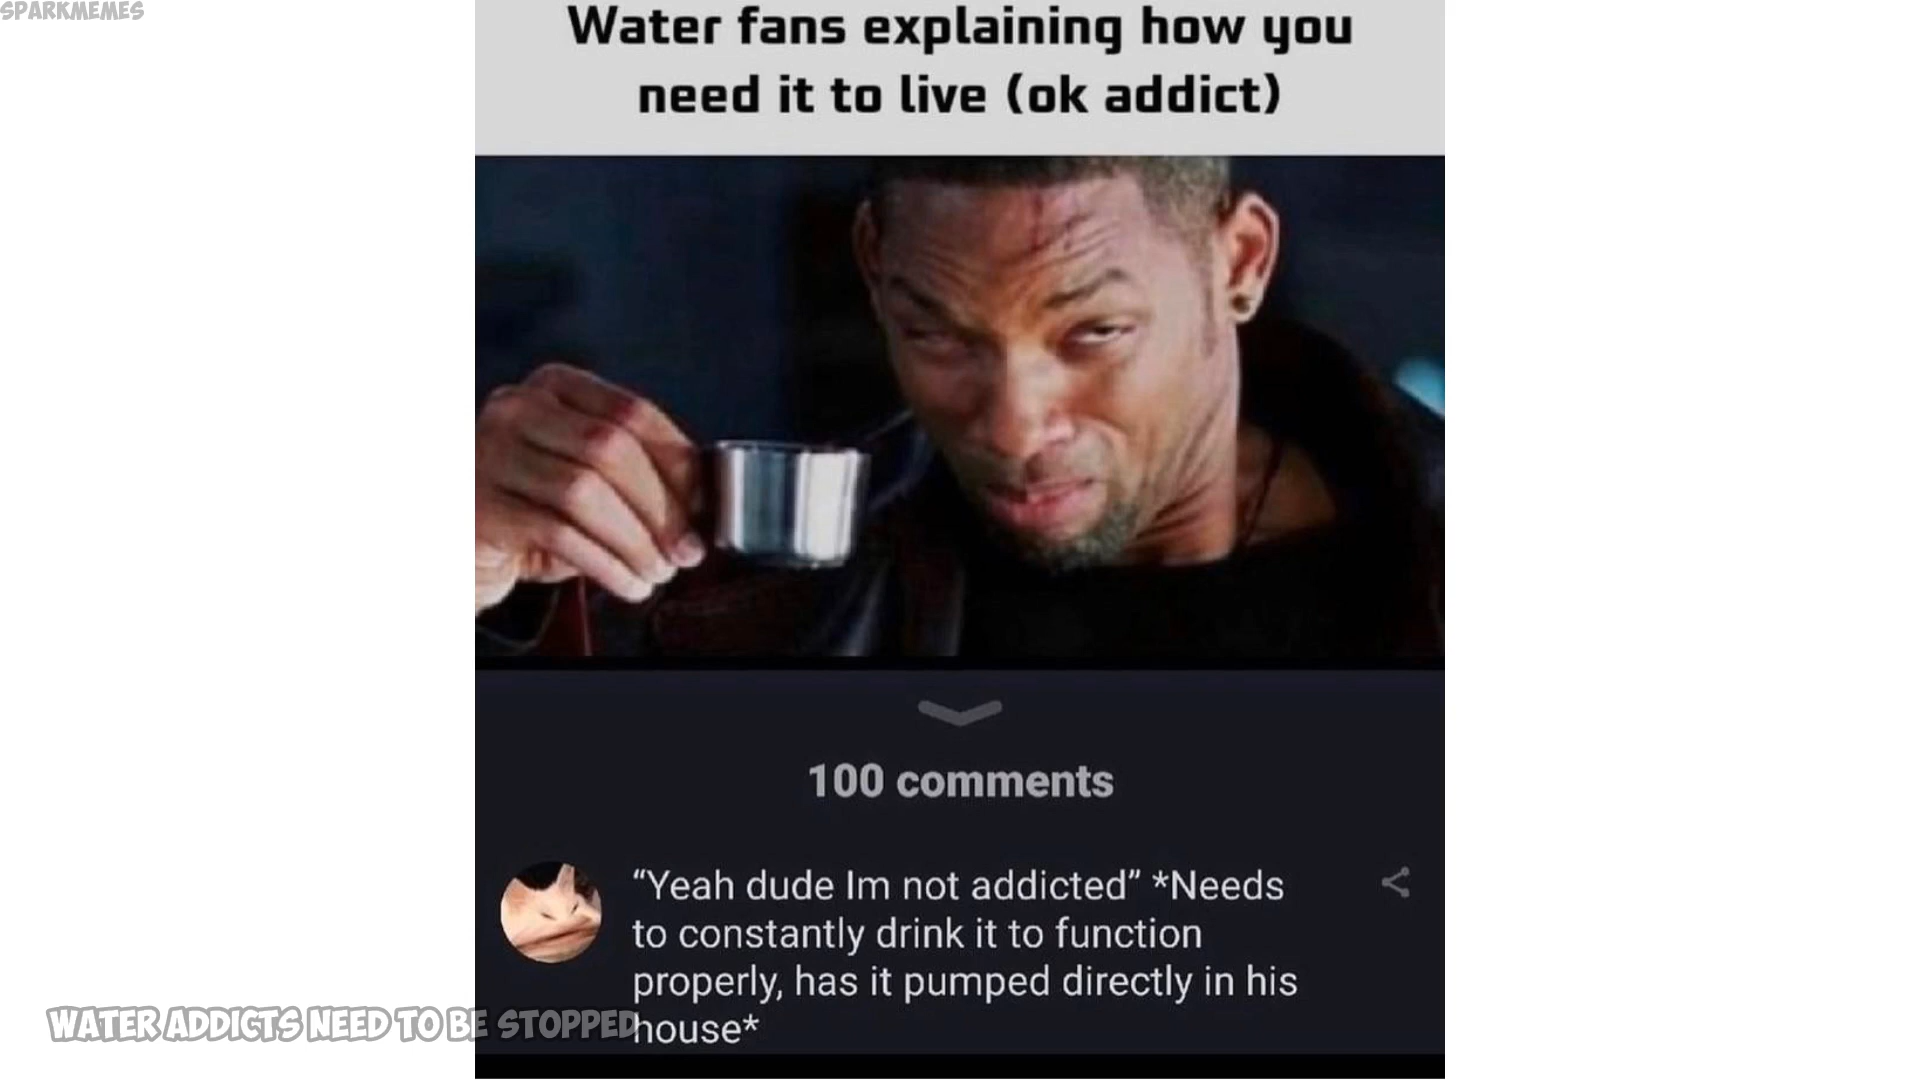 SPARKMEMES
Water fans explaining how you
need it to live (ok addict)
100 comments
“Yeah dude Im not addicted” *Needs
to constantly drink it to function
properly, has it pumped directly in his
house*
WATER ADDICTS NEED TO BE STOPPED